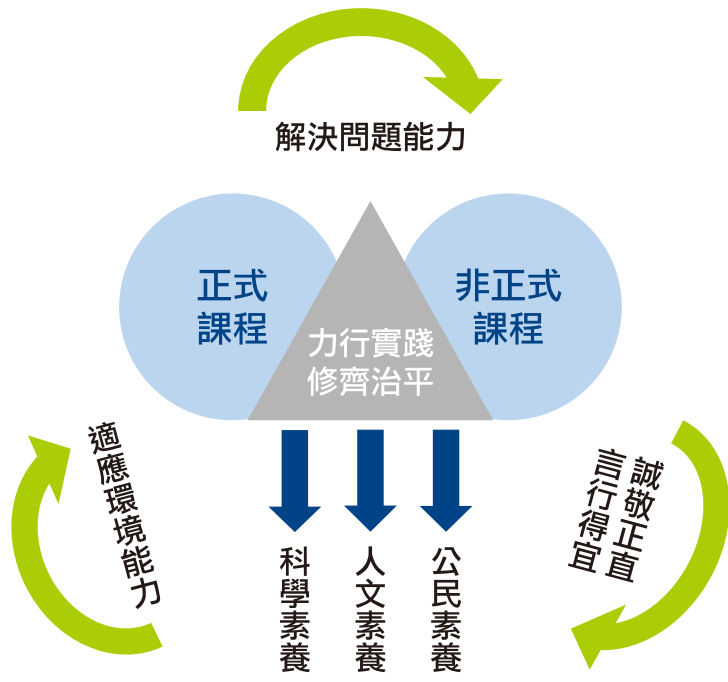 解決問題能力
正式
課程
非正式
課程
力行實踐
修齊治平
適應環境能力
誠敬正直
言行得宜
科學素養
人文素養
公民素養